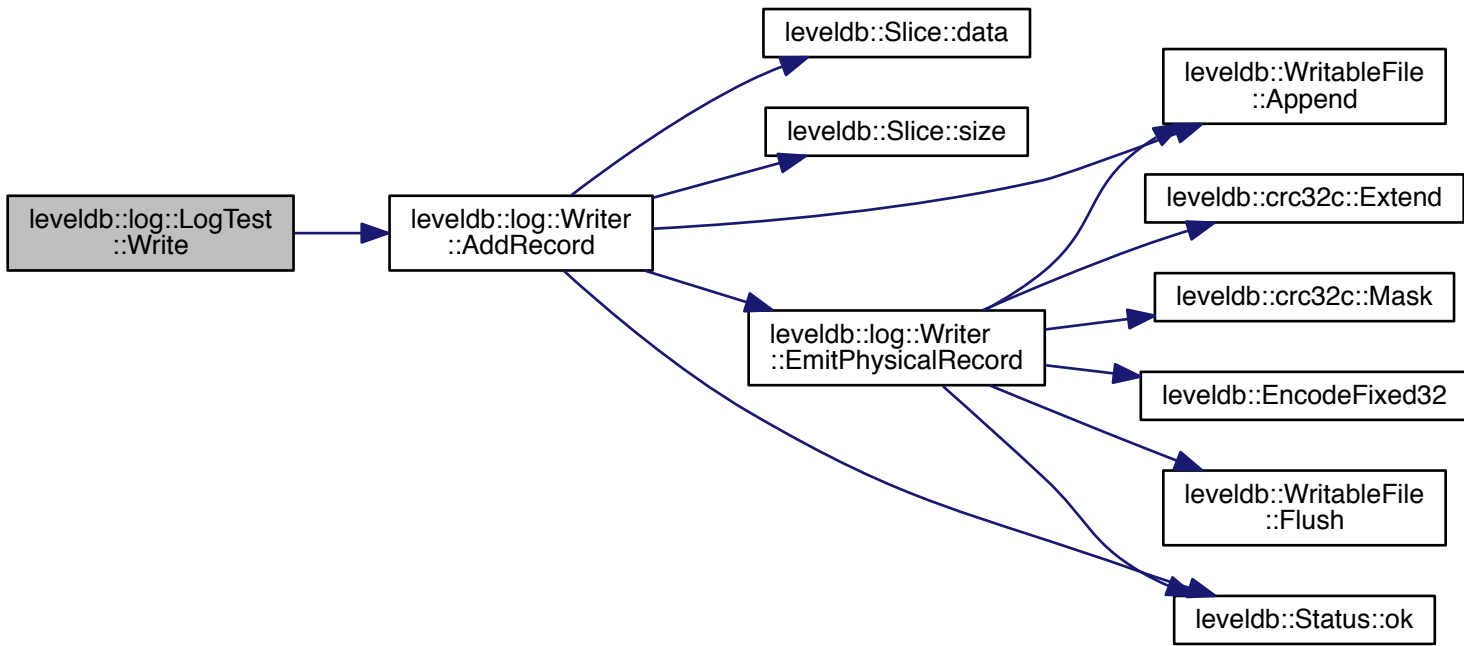 leveldb::log::LogTest
::Write
leveldb::log::Writer
::AddRecord
leveldb::Slice::data
leveldb::Slice::size
leveldb::log::Writer
::EmitPhysicalRecord
leveldb::WritableFile
::Append
leveldb::crc32c::Extend
leveldb::crc32c::Mask
leveldb::EncodeFixed32
leveldb::WritableFile
::Flush
leveldb::Status::ok